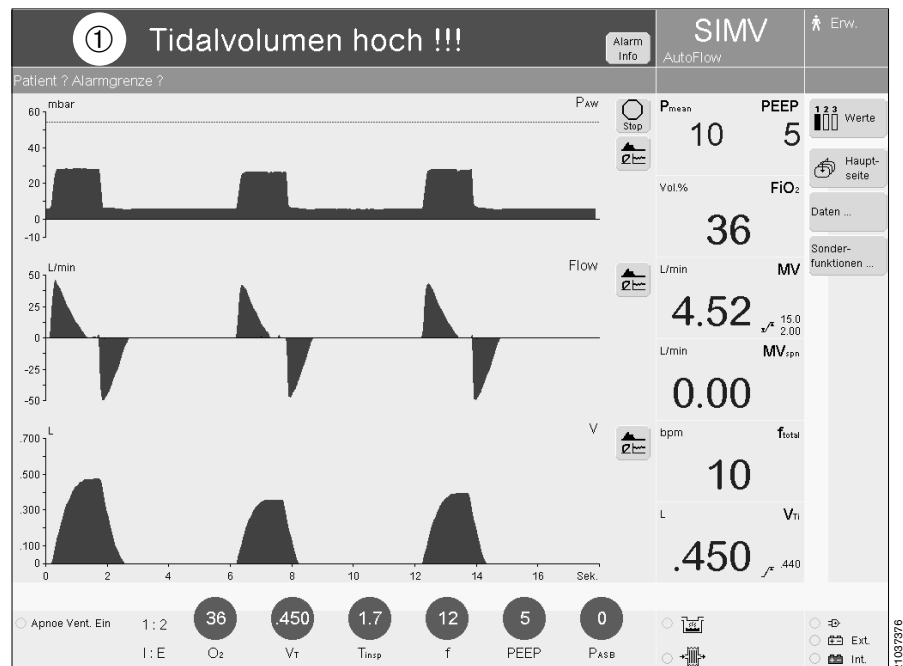 ① Tidalvolumen hoch !!!
Alarm Info
SIMV
AutoFlow
Erw.
Patient ? Alarmgrenze ?
mbar
PAW
60
40
20
0
-10
Stop
L/min
Flow
50
25
0
-25
-50
L
V
.700
.500
.300
.100
0
0 2 4 6 8 10 12 14 16 Sek.
Pmean PEEP
10 5
Vol.% FiO2
36
L/min MV
4.52 15.0
2.00
L/min MVspn
0.00
bpm ftotal
10
L VTi
.450 .440
1 2 3 Werte
Haupt-
seite
Daten ...
Sonder-
funktionen ...
Apnoe Vent. Ein
1 : 2 36 .450 1.7 12 5 0
I : E O2 VT Tinsp f PEEP PASB
Ext.
Int.
21037376